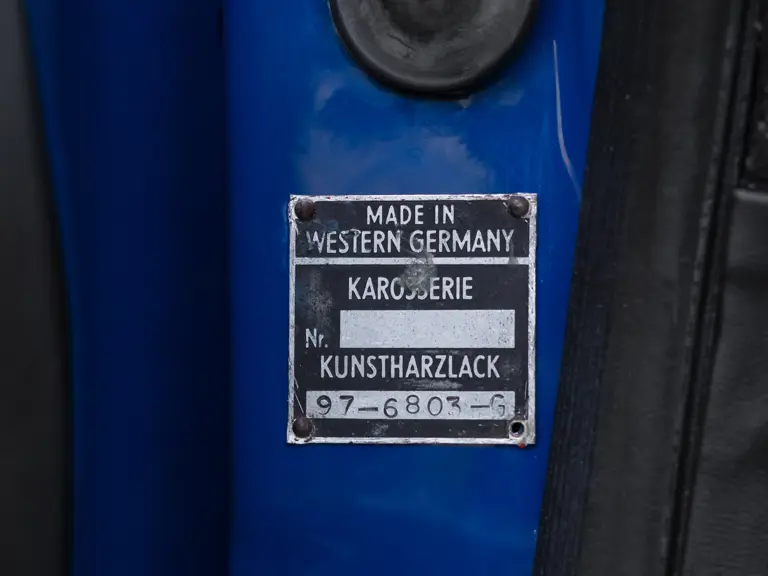 MADE IN
WESTERN GERMANY
KAROSSERIE
Nr.
KUNSTHARZLACK
97-6803-G